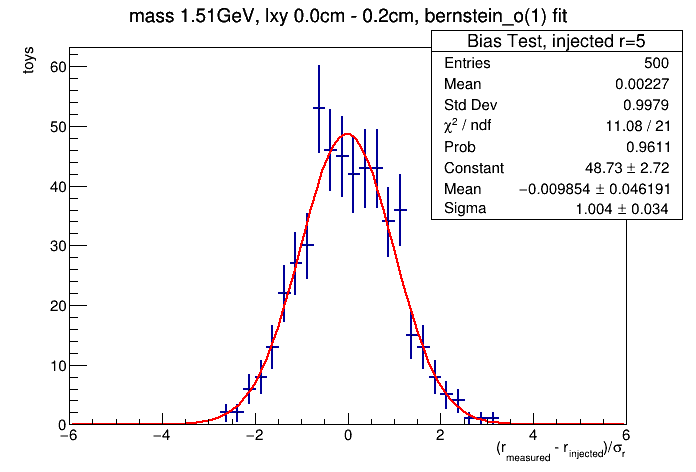 mass 1.51GeV, lxy 0.0cm - 0.2cm, bernstein_o(1) fit
Bias Test, injected r=5
Entries 500
Mean 0.00227
Std Dev 0.9979
χ² / ndf 11.08 / 21
Prob 0.9611
Constant 48.73 ± 2.72
Mean −0.009854 ± 0.046191
Sigma 1.004 ± 0.034
toys
60
50
40
30
20
10
0
−6 −4 −2 0 2 4 6
(r_measured - r_injected)/σ_r